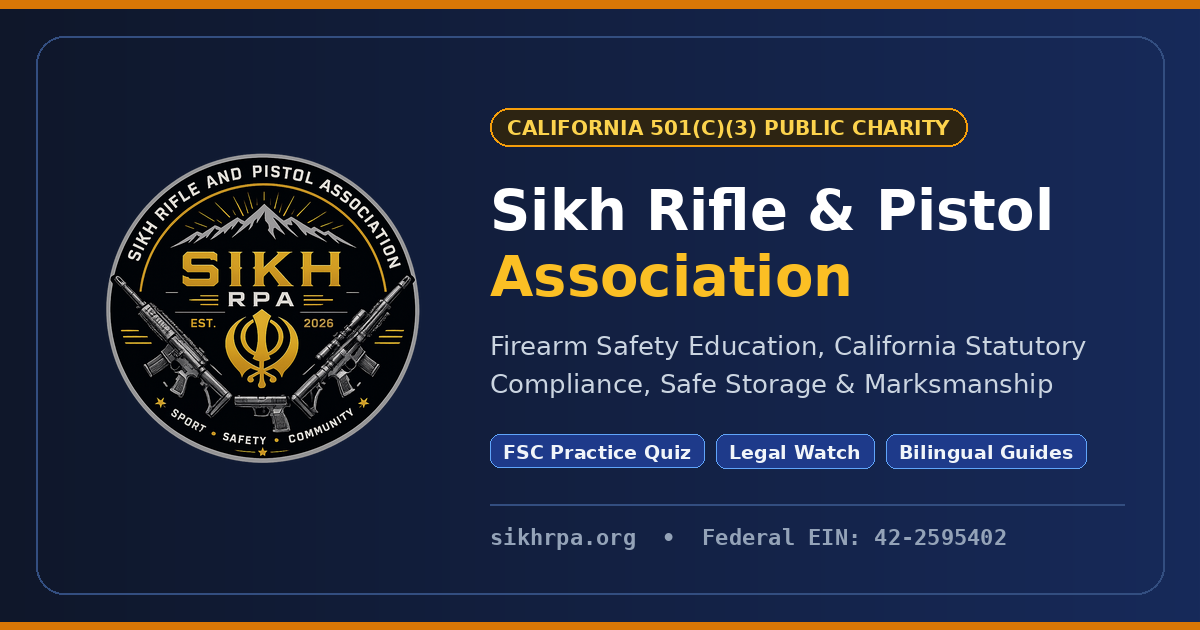 SIKH RIFLE AND PISTOL ASSOCIATION
SIKH
RPA
EST. 2026
SPORT • SAFETY • COMMUNITY
CALIFORNIA 501(C)(3) PUBLIC CHARITY
Sikh Rifle & Pistol
Association
Firearm Safety Education, California Statutory
Compliance, Safe Storage & Marksmanship
FSC Practice Quiz
Legal Watch
Bilingual Guides
sikhrpa.org • Federal EIN: 42-2595402